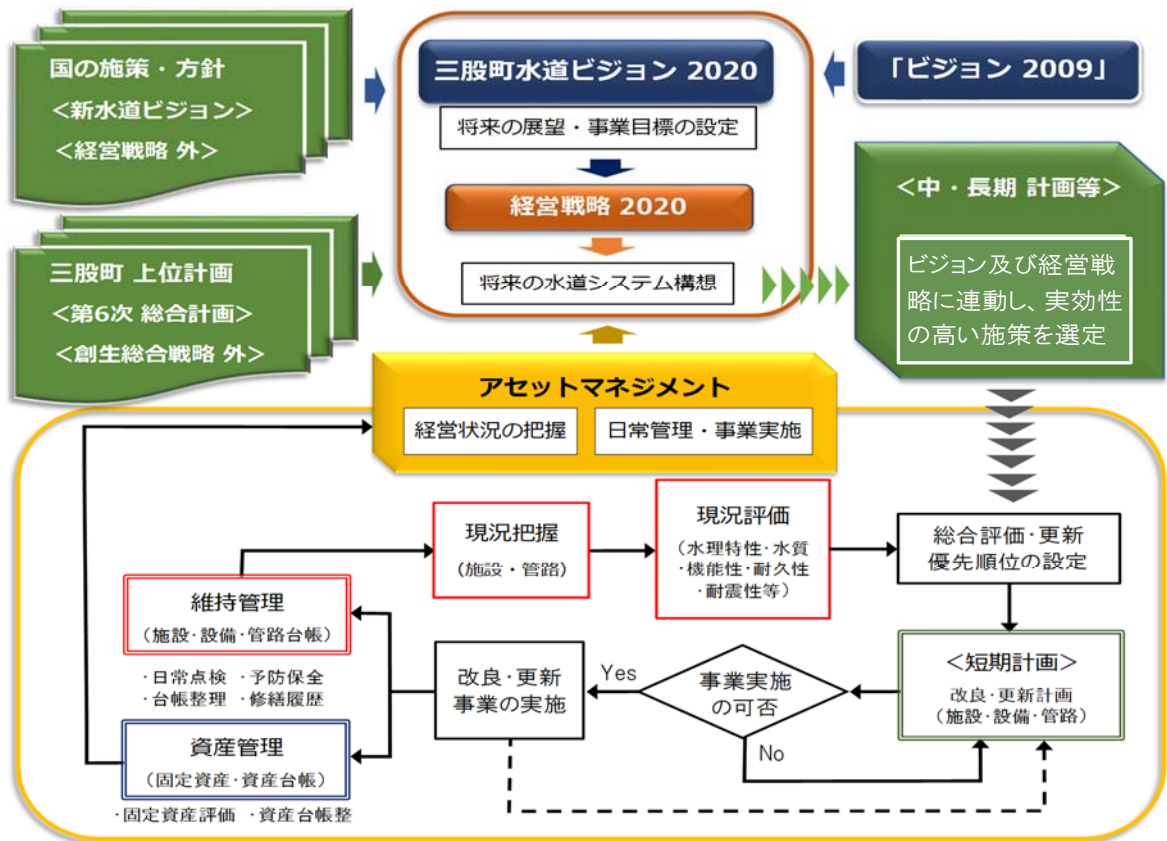 国の施策・方針
<新水道ビジョン>
<経営戦略 外>
三股町水道ビジョン 2020
将来の展望・事業目標の設定
経営戦略 2020
将来の水道システム構想
「ビジョン 2009」
三股町 上位計画
<第6次 総合計画>
<創生総合戦略 外>
<中・長期 計画等>
ビジョン及び経営戦
略に連動し、実効性
の高い施策を選定
アセットマネジメント
経営状況の把握
日常管理・事業実施
現況把握
(施設・管路)
現況評価
(水理特性・水質
・機能性・耐久性
・耐震性等)
総合評価・更新
優先順位の設定
維持管理
(施設・設備・管路台帳)
・日常点検 ・予防保全
・台帳整理 ・修繕履歴
改良・更新
事業の実施
Yes
事業実施
の可否
No
<短期計画>
改良・更新計画
(施設・設備・管路)
資産管理
(固定資産・資産台帳)
・固定資産評価 ・資産台帳整